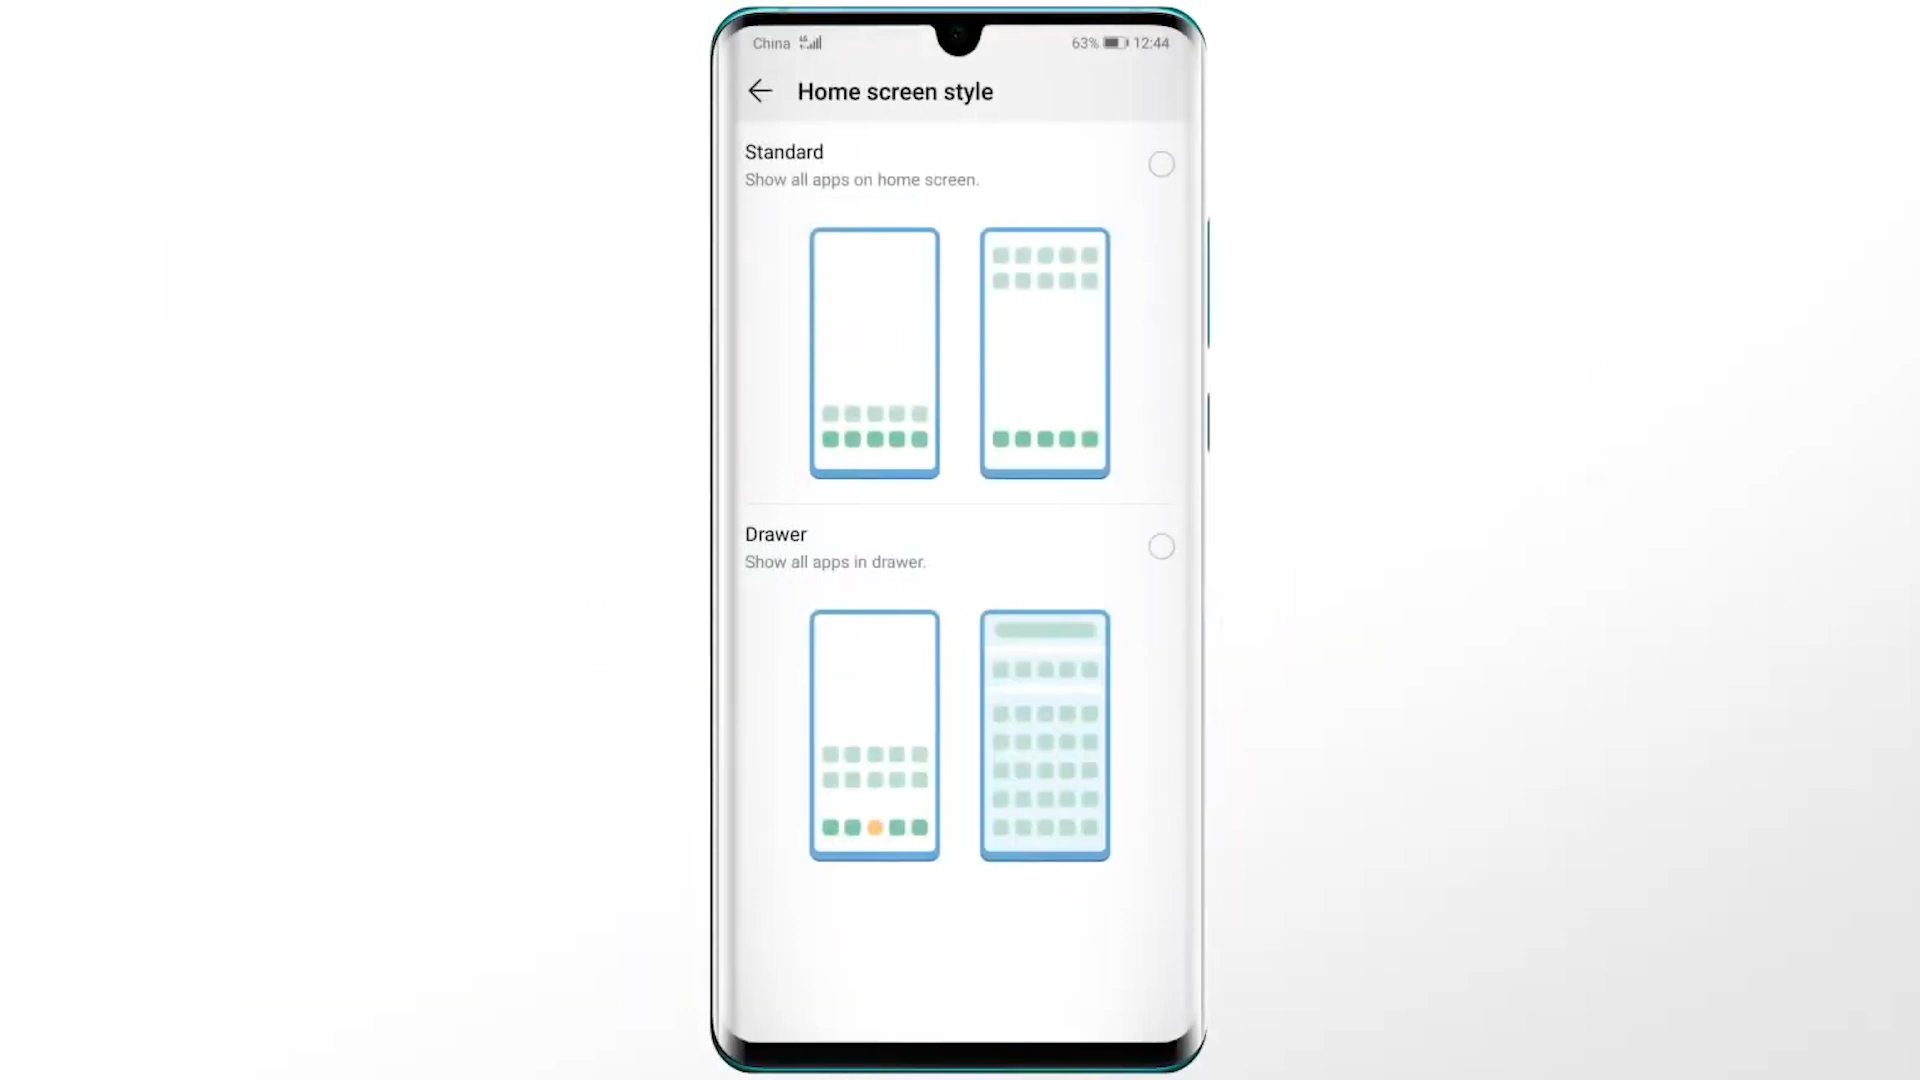 China 4G 63% 12:44
Home screen style
Standard
Show all apps on home screen.
Drawer
Show all apps in drawer.